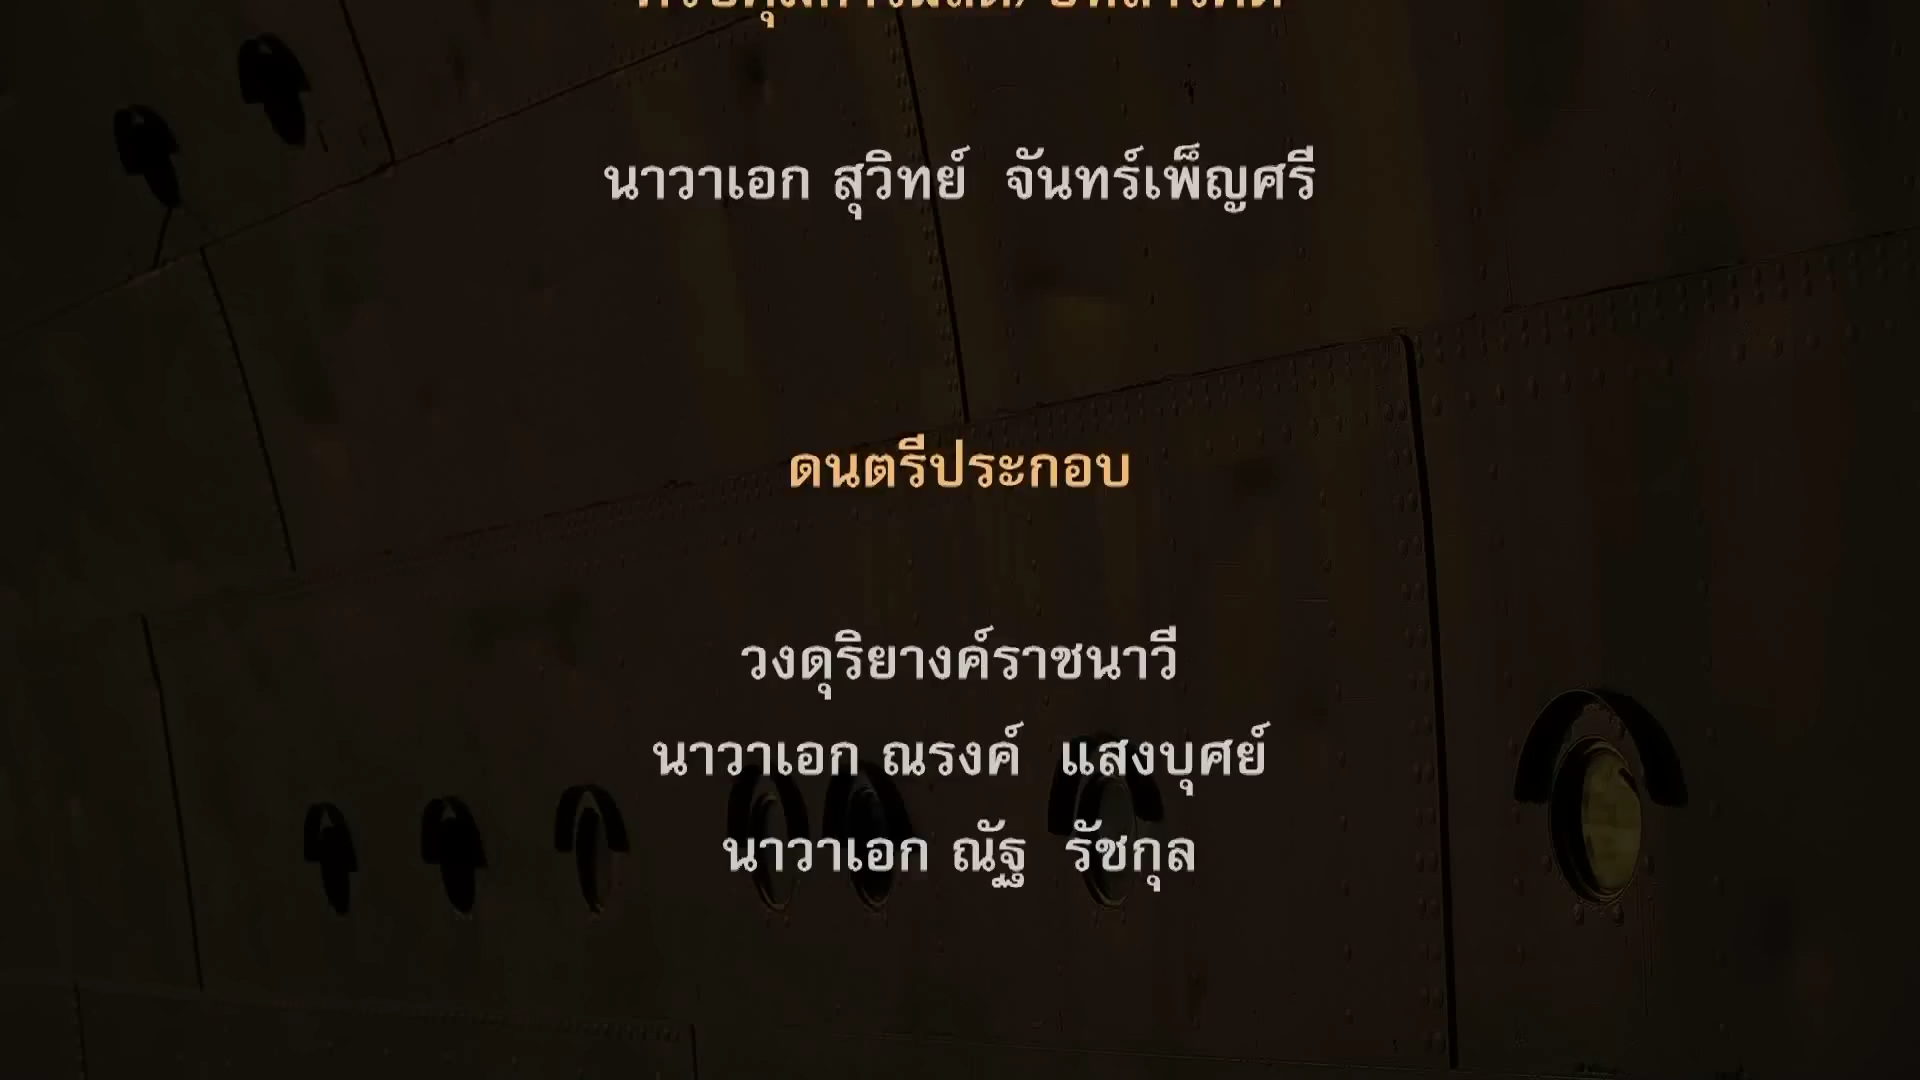 นาวาเอก สุวิทย์ จันทร์เพ็ญศรี
ดนตรีประกอบ
วงดุริยางค์ราชนาวี
นาวาเอก ณรงค์ แสงบุศย์
นาวาเอก ณัฐ รัชกุล